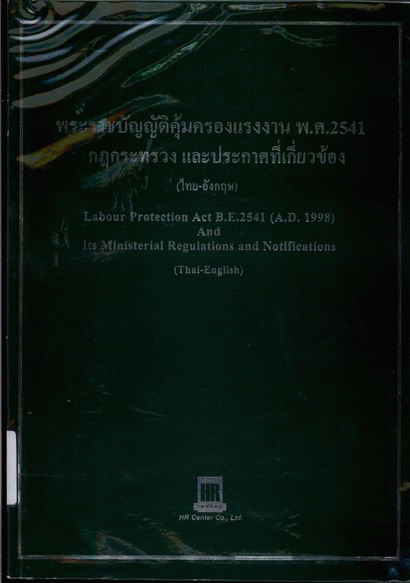 พระราชบัญญัติคุ้มครองแรงงาน พ.ศ.2541
กฎกระทรวง และประกาศที่เกี่ยวข้อง
(ไทย-อังกฤษ)
Labour Protection Act B.E.2541 (A.D. 1998)
And
Its Ministerial Regulations and Notifications
(Thai-English)
HR
HR Center Co., Ltd.